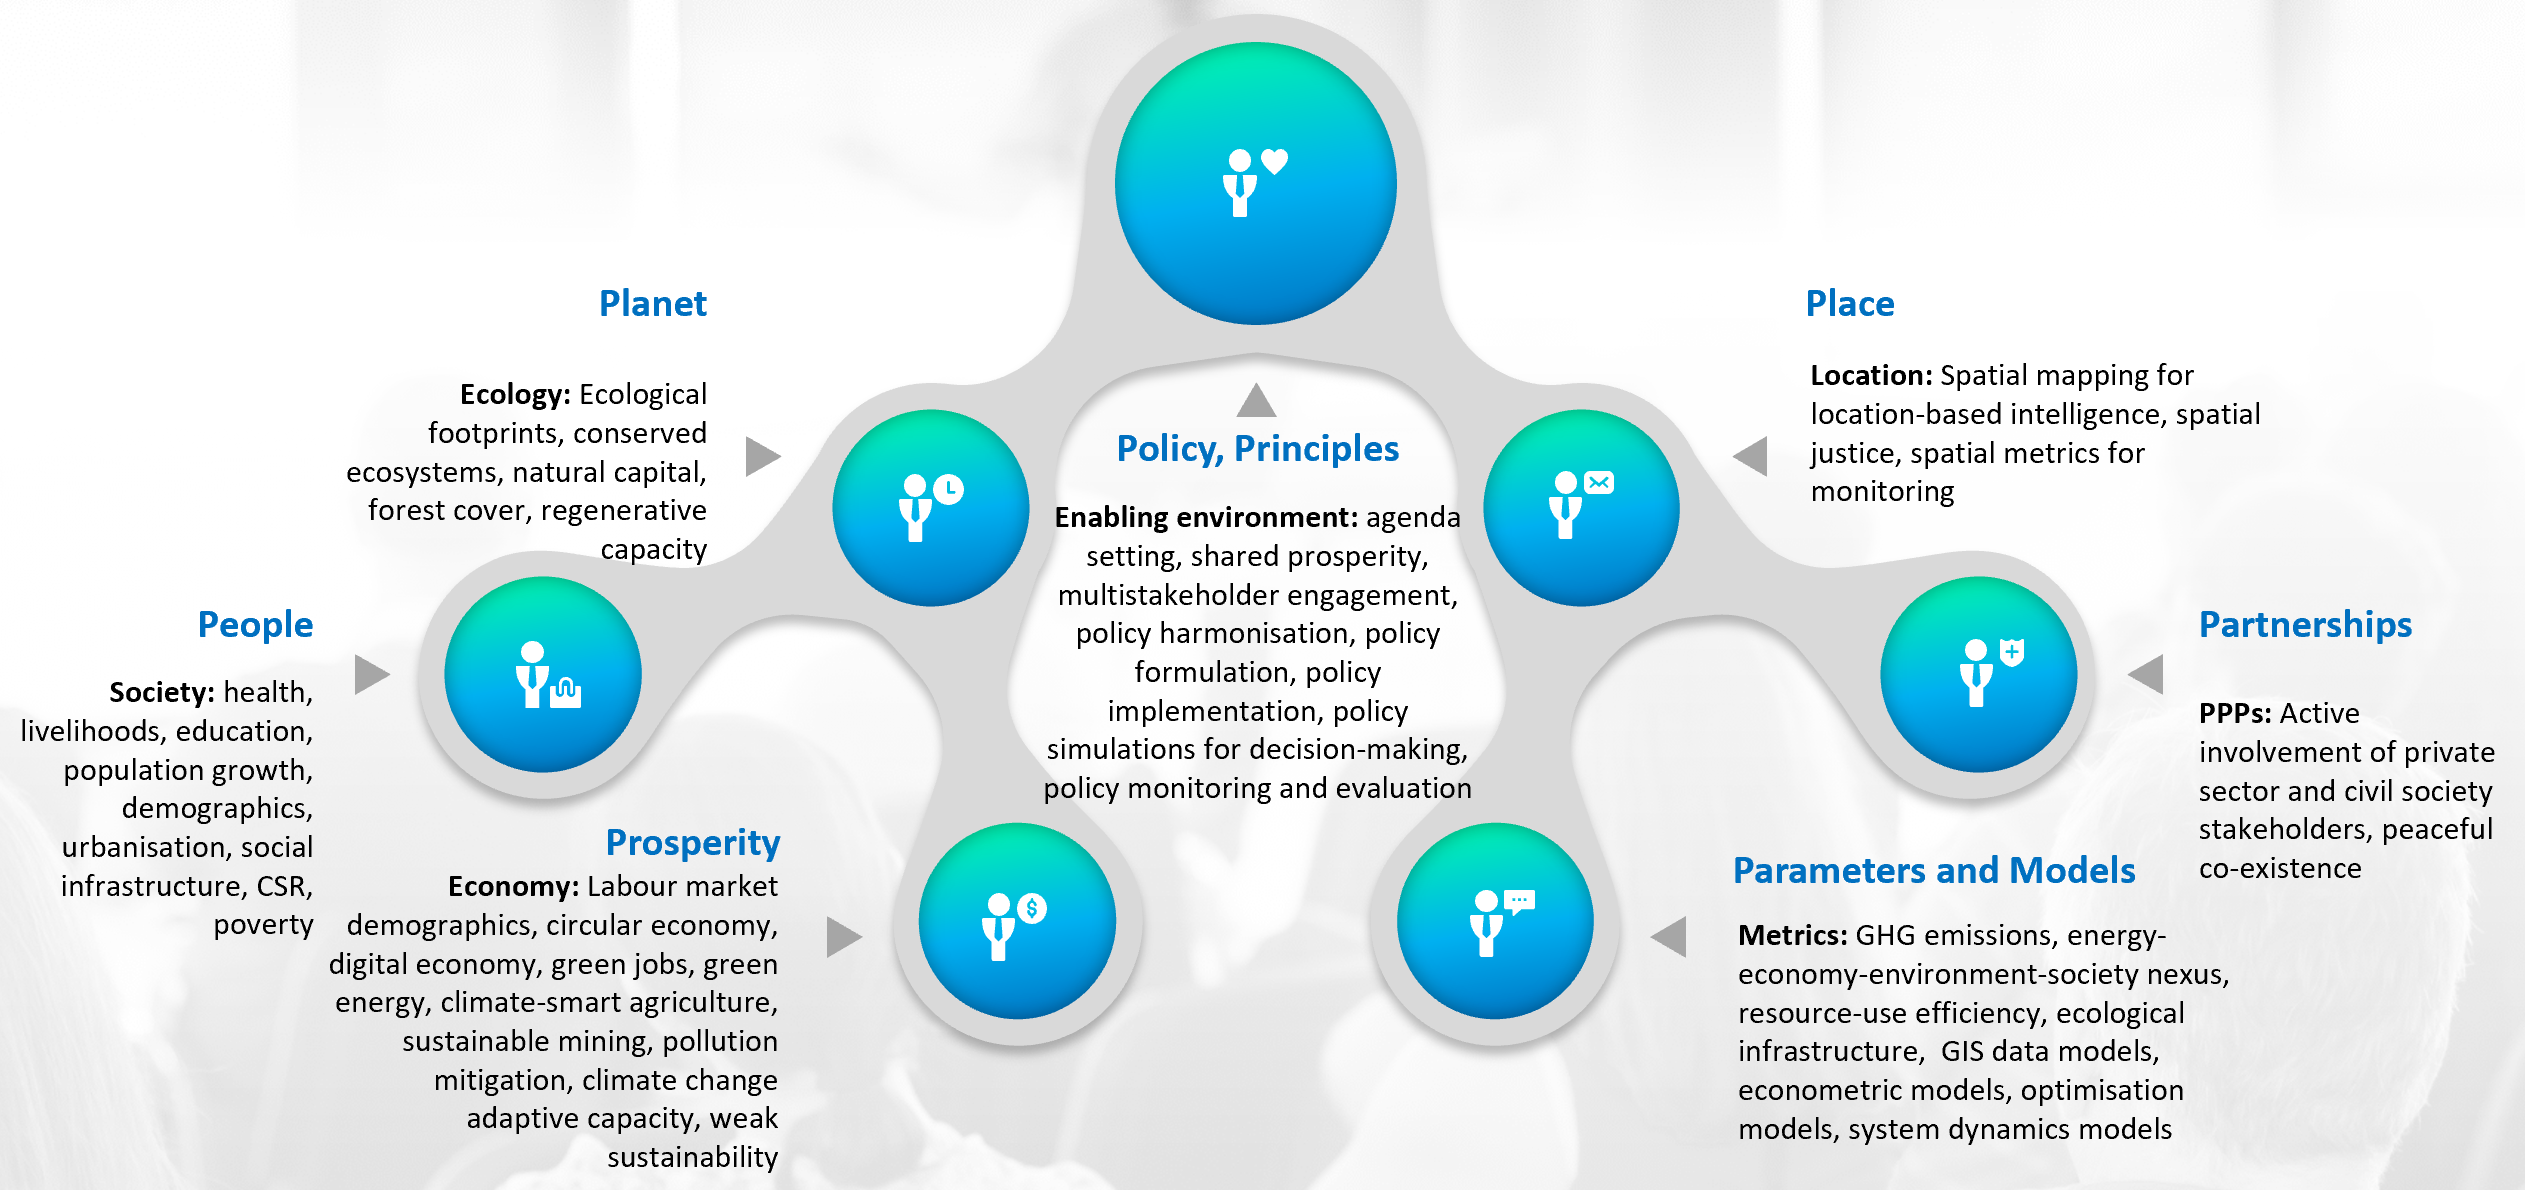 Planet
Ecology: Ecological
footprints, conserved
ecosystems, natural capital,
forest cover, regenerative
capacity
People
Society: health,
livelihoods, education,
population growth,
demographics,
urbanisation, social
infrastructure, CSR,
poverty
Prosperity
Economy: Labour market
demographics, circular economy,
digital economy, green jobs, green
energy, climate-smart agriculture,
sustainable mining, pollution
mitigation, climate change
adaptive capacity, weak
sustainability
Policy, Principles
Enabling environment: agenda
setting, shared prosperity,
multistakeholder engagement,
policy harmonisation, policy
formulation, policy
implementation, policy
simulations for decision-making,
policy monitoring and evaluation
Place
Location: Spatial mapping for
location-based intelligence, spatial
justice, spatial metrics for
monitoring
Partnerships
PPPs: Active
involvement of private
sector and civil society
stakeholders, peaceful
co-existence
Parameters and Models
Metrics: GHG emissions, energy-
economy-environment-society nexus,
resource-use efficiency, ecological
infrastructure,  GIS data models,
econometric models, optimisation
models, system dynamics models